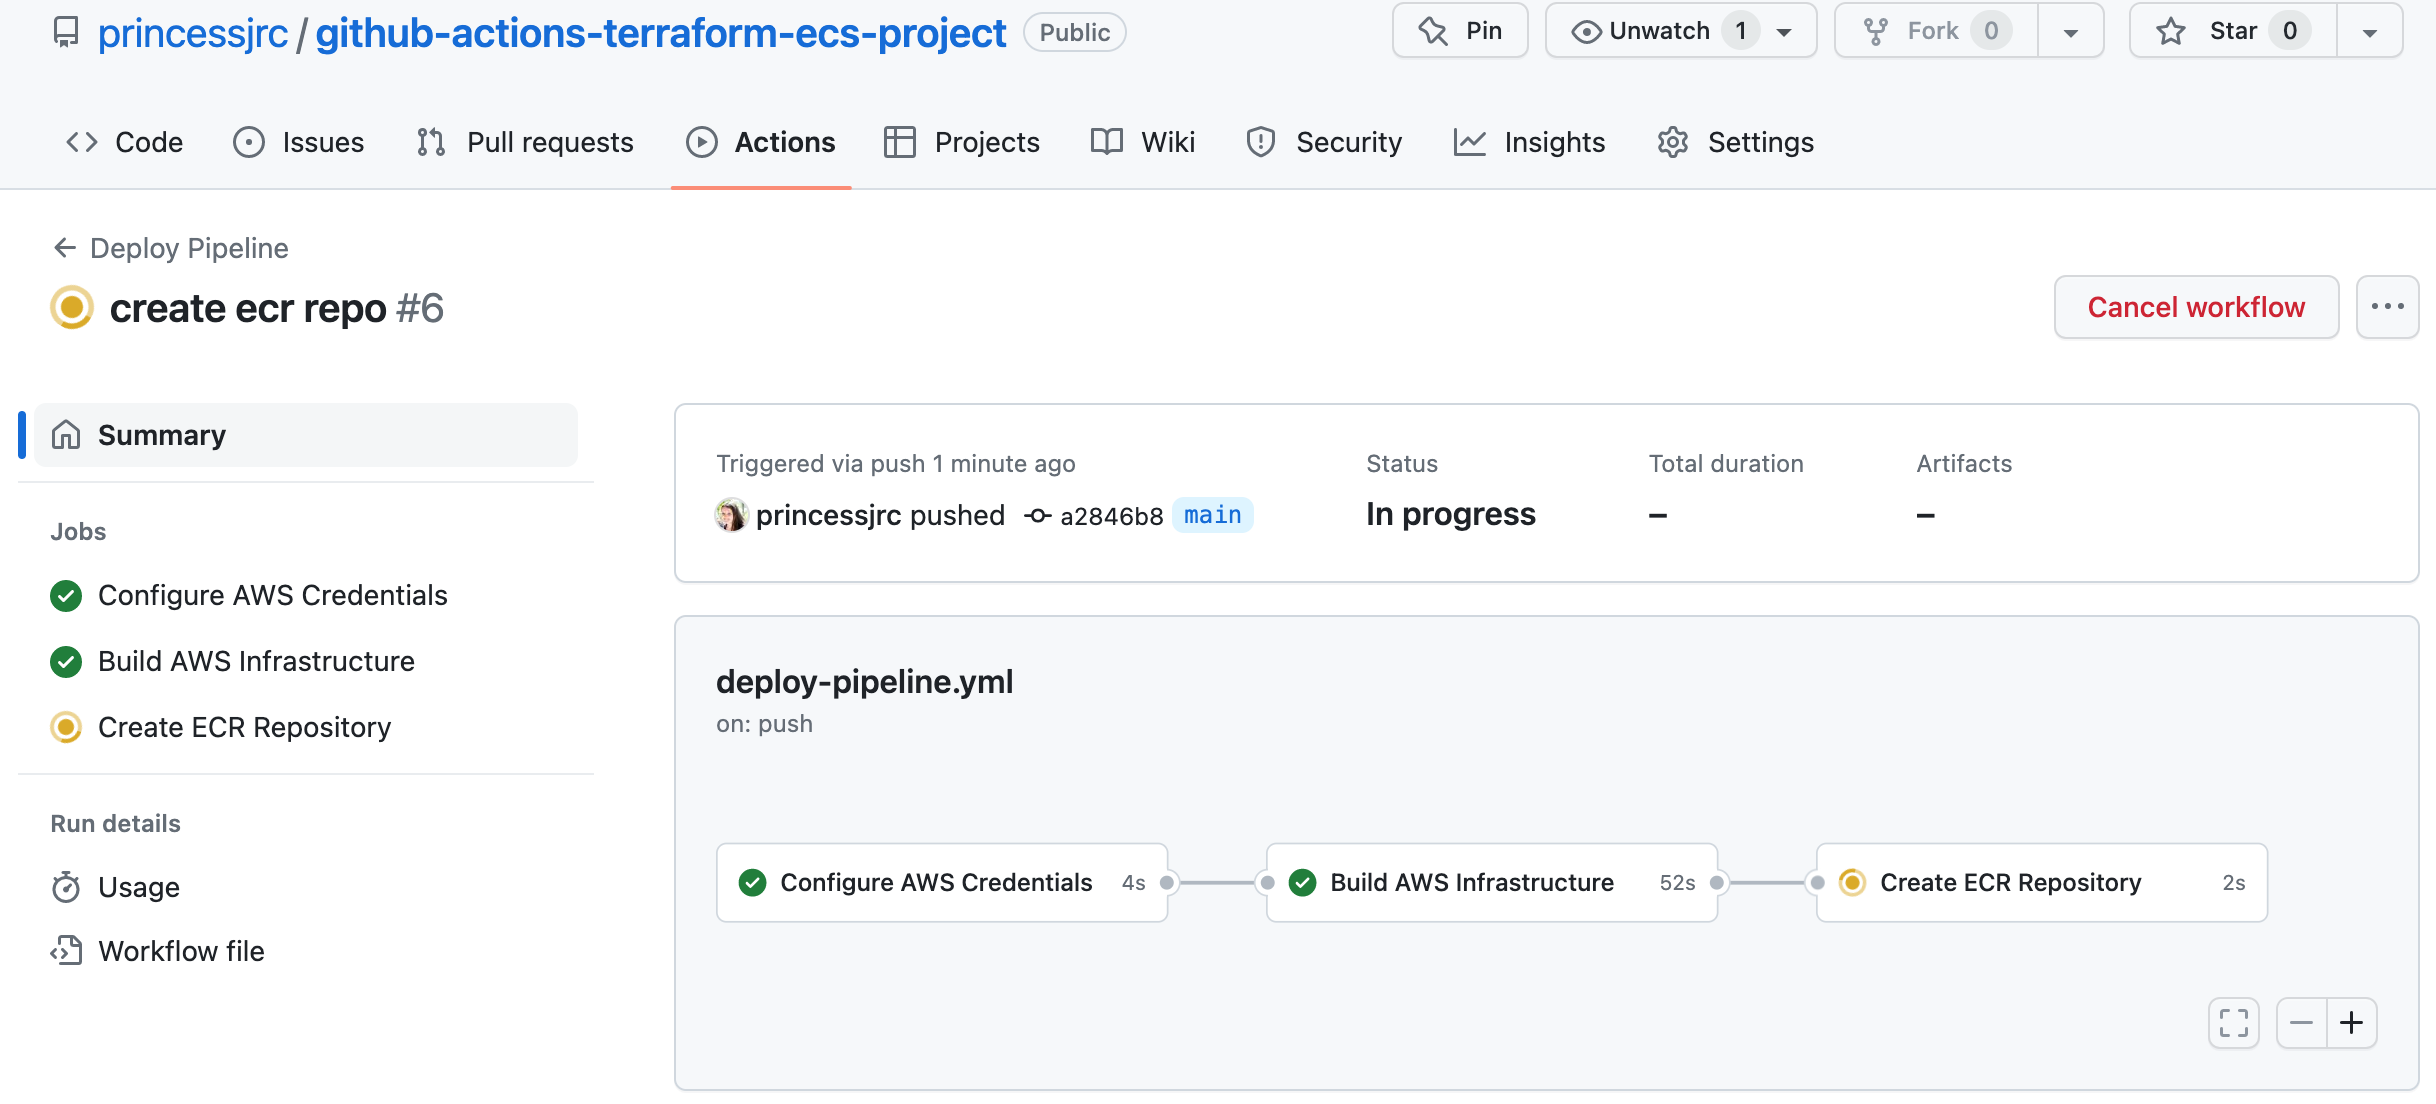 princessjrc / github-actions-terraform-ecs-project Public Pin Unwatch 1 Fork 0 Star 0
Code Issues Pull requests Actions Projects Wiki Security Insights Settings
Deploy Pipeline
create ecr repo #6
Cancel workflow
Summary
Jobs
Configure AWS Credentials
Build AWS Infrastructure
Create ECR Repository
Run details
Usage
Workflow file
Triggered via push 1 minute ago Status Total duration Artifacts
princessjrc pushed a2846b8 main In progress – –
deploy-pipeline.yml
on: push
Configure AWS Credentials 4s Build AWS Infrastructure 52s Create ECR Repository 2s